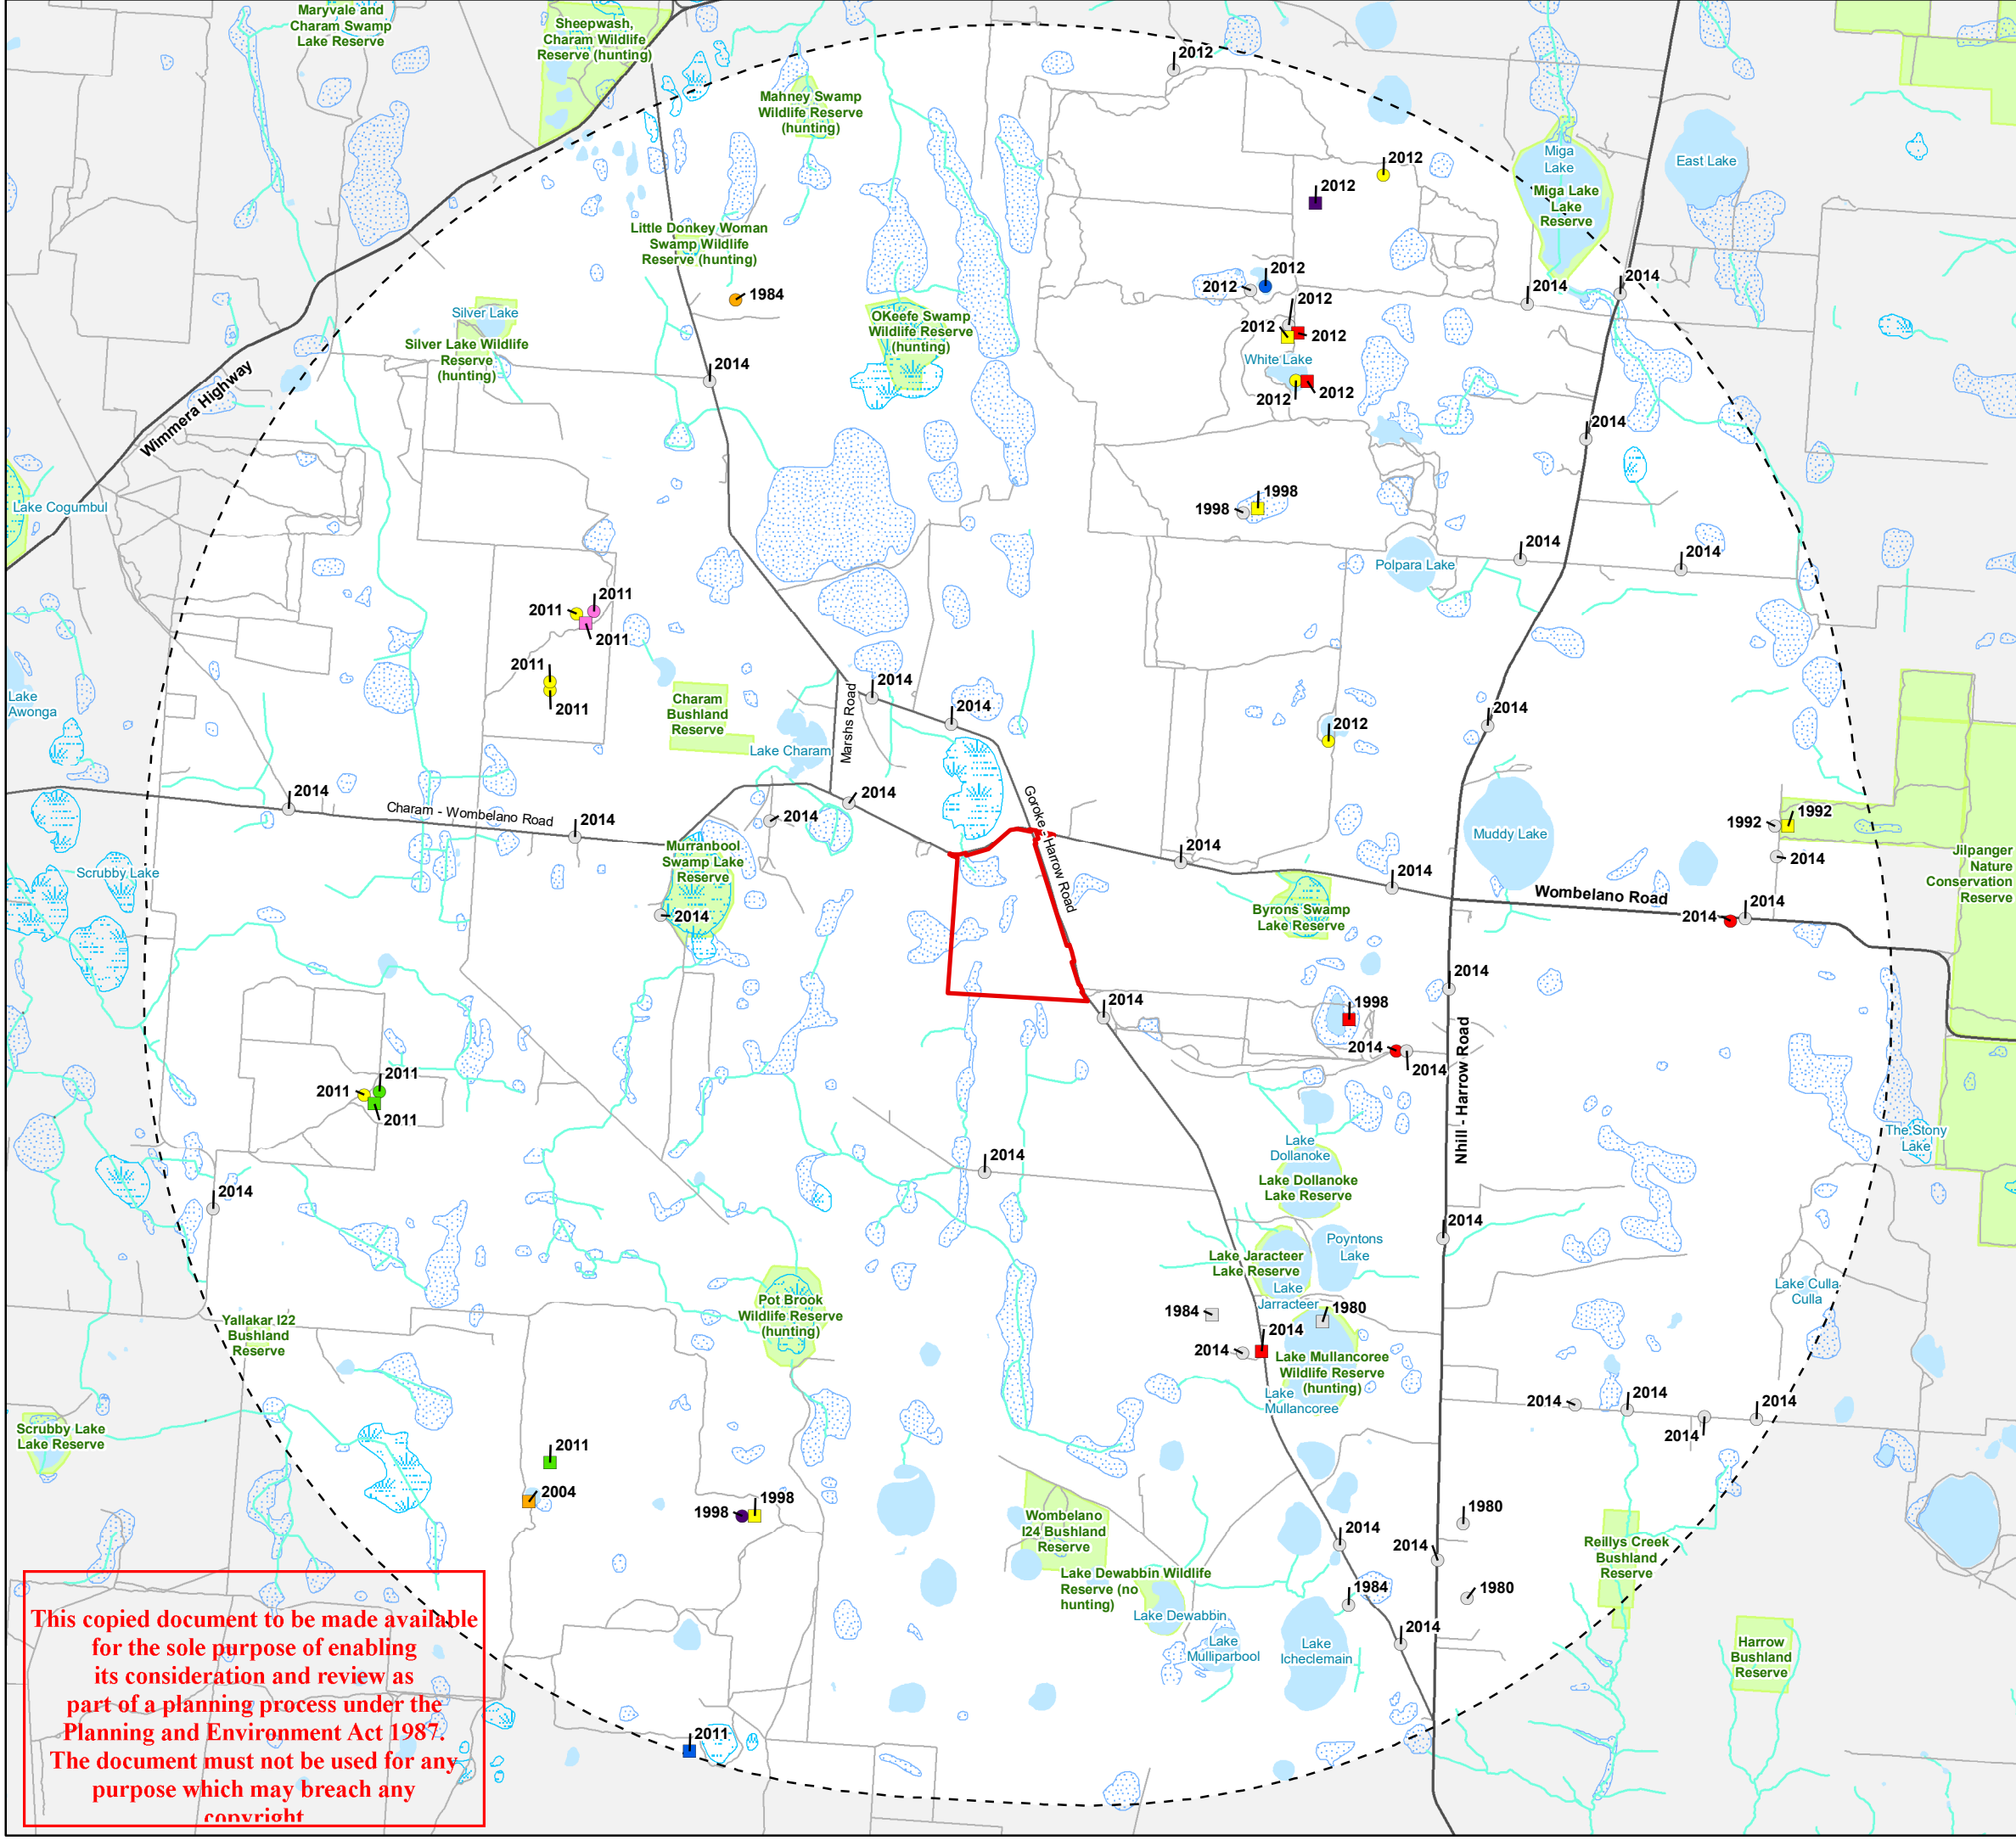 Maryvale and
Charam Swamp
Lake Reserve
Sheepwash,
Charam Wildlife
Reserve (hunting)
2012
Mahney Swamp
Wildlife Reserve
(hunting)
Miga
Lake
East Lake
2012
2012
Miga Lake
Lake
Reserve
Little Donkey Woman
Swamp Wildlife
Reserve (hunting)
1984
2012
2012
2014
2014
Silver Lake
2012
OKeefe Swamp
Wildlife Reserve
(hunting)
2012
2012
Silver Lake Wildlife
Reserve
(hunting)
2014
White Lake
2012
2012
Wimmera Highway
2014
Lake Cogumbul
1998
1998
2014
2014
Polpara Lake
2011
2011
2011
2011
2011
2014
Lake
Awonga
Charam
Bushland
Reserve
Marshs Road
2014
2014
2012
Lake Charam
2014
2014
Charam - Wombelano Road
2014
2014
Goroke - Harrow Road
1992
1992
Muddy Lake
2014
2014
Murranbool
Swamp Lake
Reserve
Scrubby Lake
2014
Jilpanger
Nature
Conservation
Reserve
Wombelano Road
Byrons Swamp
Lake Reserve
2014
2014
2014
2014
2014
1998
2014
2014
Nhill - Harrow Road
2011
2011
2011
The Stony
Lake
Lake
Dollanoke
2014
Lake Dollanoke
Lake Reserve
2014
2014
Poyntons
Lake
Lake Jaracteer
Lake Reserve
Lake
Jarracteer
Lake Culla
Culla
Pot Brook
Wildlife Reserve
(hunting)
Yallakar I22
Bushland
Reserve
1984
1980
2014
2014
Lake Mullancoree
Wildlife Reserve
(hunting)
Lake
Mullancoree
2014
2014
2014
2014
Scrubby Lake
Lake Reserve
2011
2004
1998
1998
1980
Wombelano
I24 Bushland
Reserve
2014
2014
Reillys Creek
Bushland
Reserve
Lake Dewabbin Wildlife
Reserve (no
hunting)
1984
1980
Lake Dewabbin
2014
Lake
Mulliparbool
Lake
Icheclemain
Harrow
Bushland
Reserve
2011
This copied document to be made available
for the sole purpose of enabling
its consideration and review as
part of a planning process under the
Planning and Environment Act 1987.
The document must not be used for any
purpose which may breach any
copyright